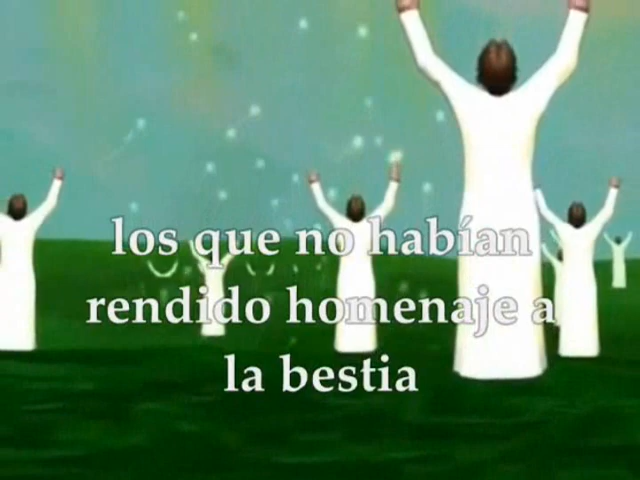 los que no habían
rendido homenaje a
la bestia